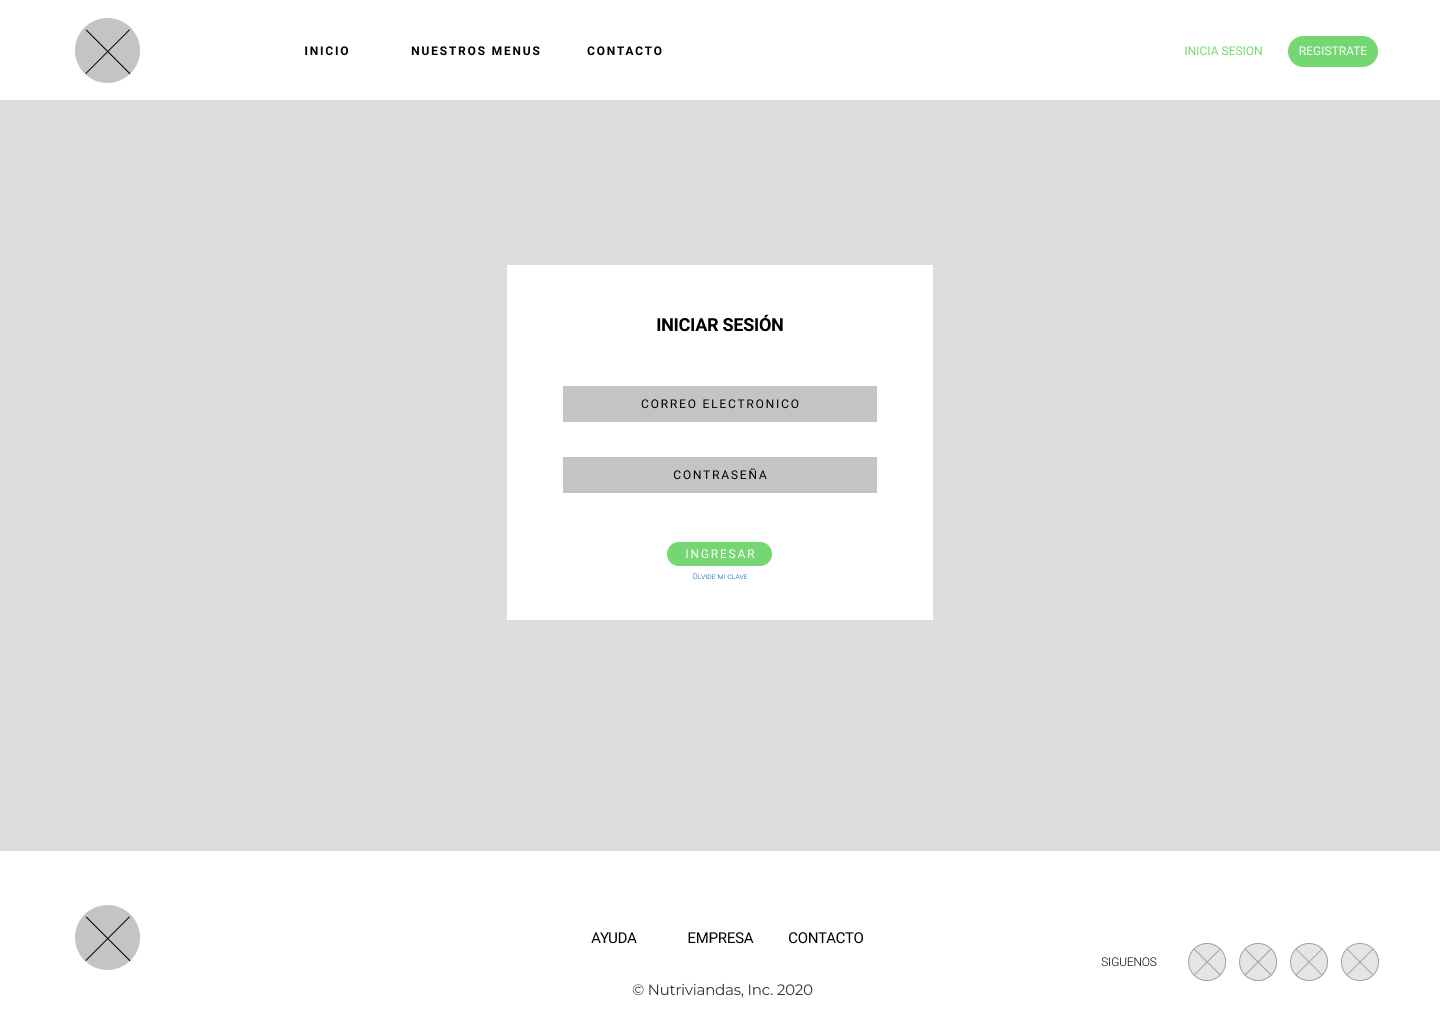 INICIO NUESTROS MENUS CONTACTO INICIA SESION REGISTRATE
INICIAR SESIÓN
CORREO ELECTRONICO
CONTRASEÑA
INGRESAR
Olvide mi clave
AYUDA EMPRESA CONTACTO
SIGUENOS
© Nutriviandas, Inc. 2020